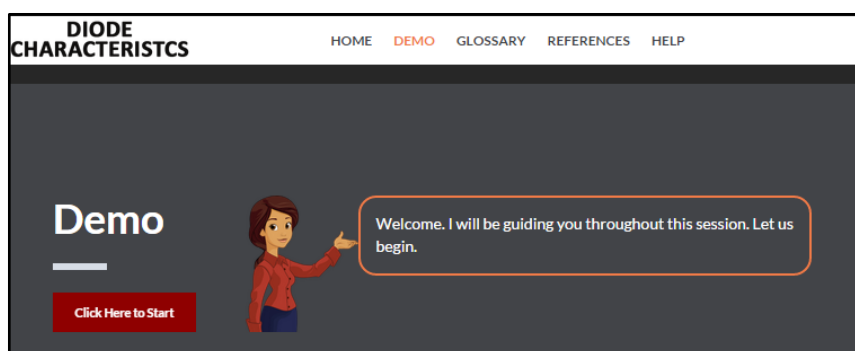 DIODE
CHARACTERISTCS
HOME DEMO GLOSSARY REFERENCES HELP
Demo
Welcome. I will be guiding you throughout this session. Let us
begin.
Click Here to Start